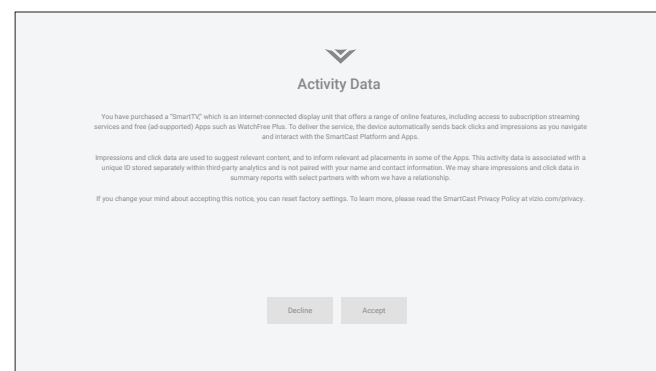 Activity Data
You have purchased a "SmartTV," which is an internet-connected display unit that offers a range of online features, including access to subscription streaming
services and free (ad-supported) Apps such as WatchFree Plus. To deliver the service, the device automatically sends back clicks and impressions as you navigate
and interact with the SmartCast Platform and Apps.
Impressions and click data are used to suggest relevant content, and to inform relevant ad placements in some of the Apps. This activity data is associated with a
unique ID stored separately within third-party analytics and is not paired with your name and contact information. We may share impressions and click data in
summary reports with select partners with whom we have a relationship.
If you change your mind about accepting this notice, you can reset factory settings. To learn more, please read the SmartCast Privacy Policy at vizio.com/privacy.
Decline
Accept